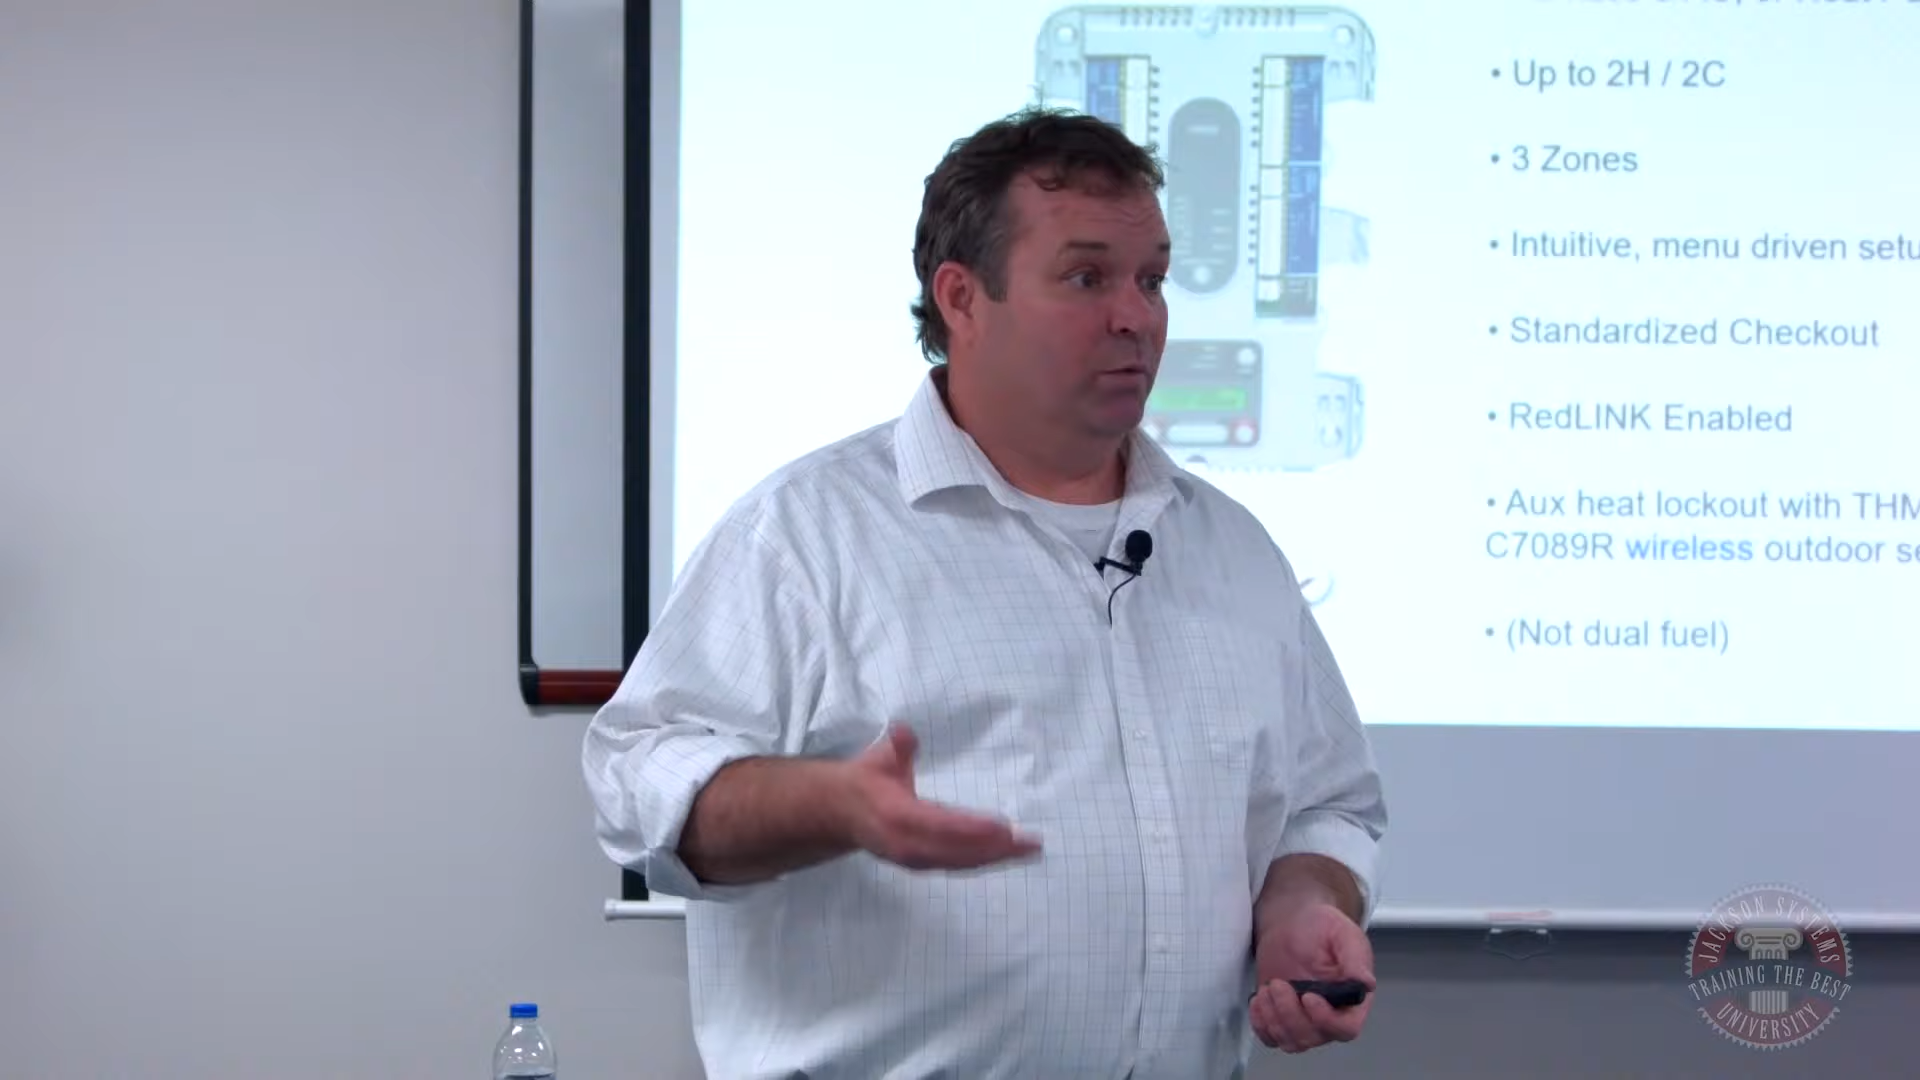 • Up to 2H / 2C
• 3 Zones
• Intuitive, menu driven setu
• Standardized Checkout
• RedLINK Enabled
• Aux heat lockout with THM
C7089R wireless outdoor se
• (Not dual fuel)
JACKSON SYSTEMS
TRAINING THE BEST
UNIVERSITY